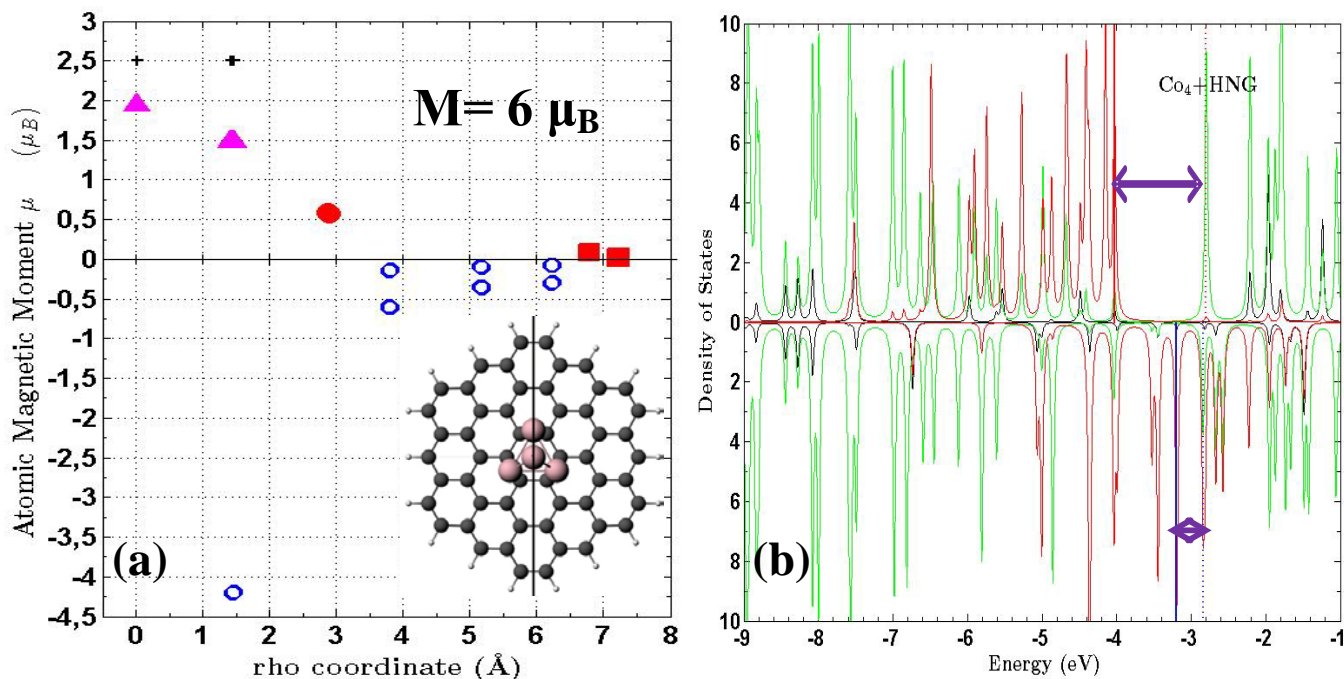 3
2,5
2
1.5
1
0,5
0
-0.5
-1
-1.5
-2
-2.5
-3
-3.5
-4
-4,5
Atomic Magnetic Moment μ (μB)
M= 6 μB
(a)
0 1 2 3 4 5 6 7 8
rho coordinate (Å)
10
8
6
4
2
0
2
4
6
8
10
Density of States
Co4+HNG
(b)
-9 -8 -7 -6 -5 -4 -3 -2 -1
Energy (eV)